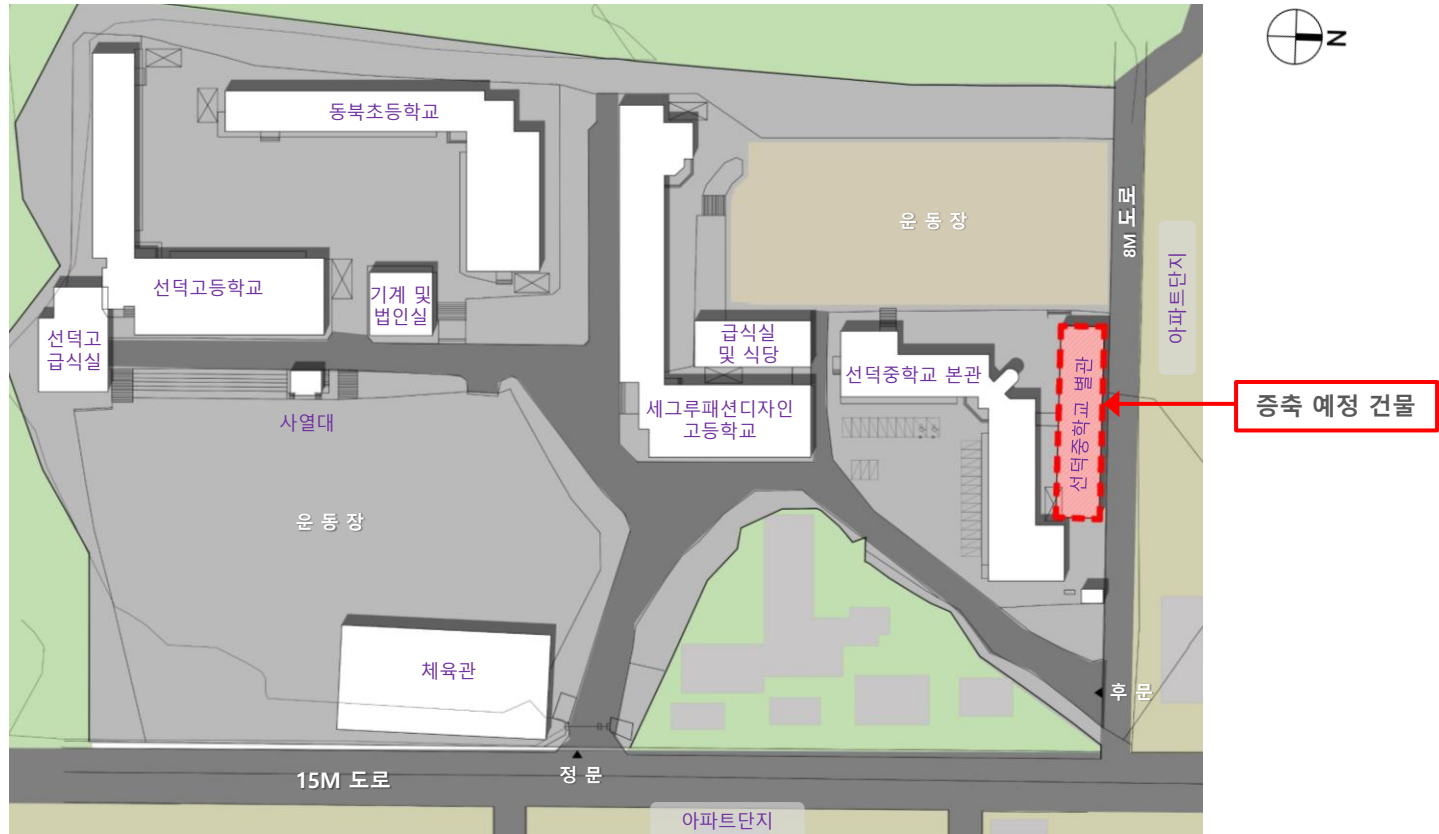 N
동북초등학교
운 동 장
8M 도로
아파트단지
선덕고등학교
기계 및
법인실
선덕고
급식실
급식실
및 식당
선덕중학교 본관
선덕중학교 별관
증축 예정 건물
사열대
세그루패션디자인
고등학교
운 동 장
체육관
후 문
15M 도로
정 문
아파트단지